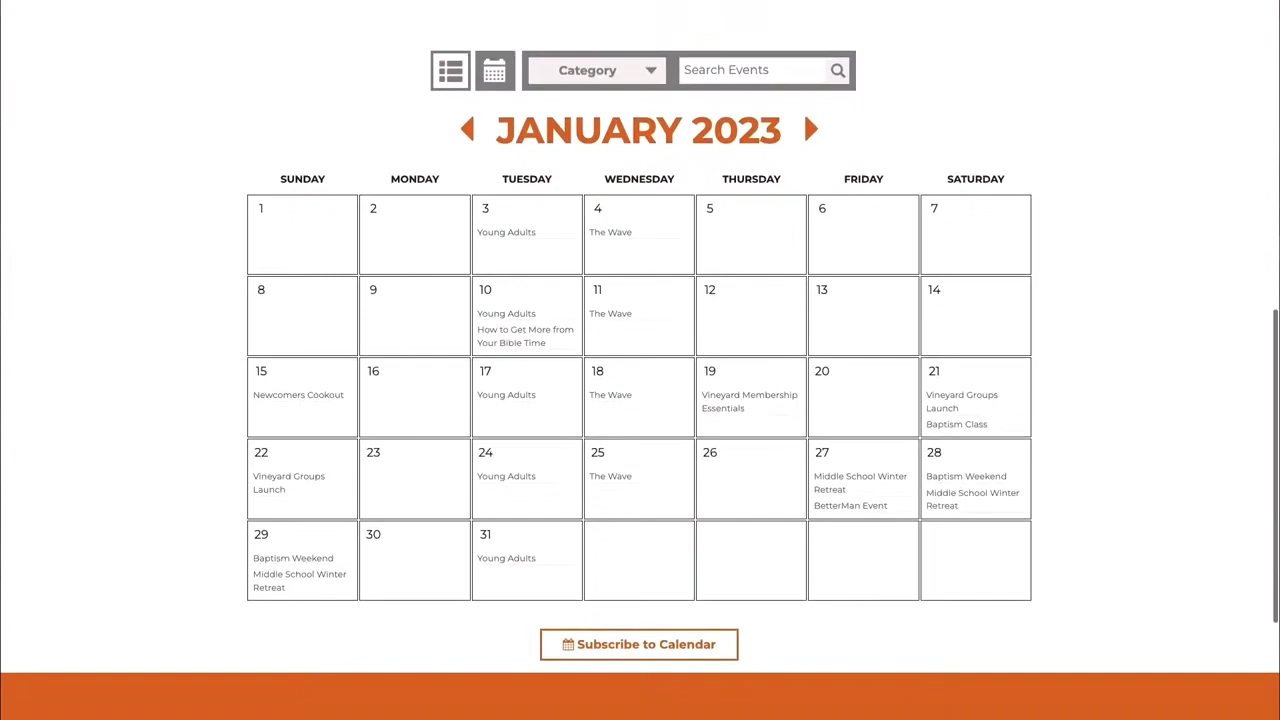 Category
Search Events
JANUARY 2023
SUNDAY MONDAY TUESDAY WEDNESDAY THURSDAY FRIDAY SATURDAY
1 2 3 4 5 6 7
Young Adults The Wave
8 9 10 11 12 13 14
Young Adults The Wave
How to Get More from
Your Bible Time
15 16 17 18 19 20 21
Newcomers Cookout Young Adults The Wave Vineyard Membership Vineyard Groups
Essentials Launch
Baptism Class
22 23 24 25 26 27 28
Vineyard Groups Young Adults The Wave Middle School Winter Baptism Weekend
Launch Retreat Middle School Winter
BetterMan Event Retreat
29 30 31
Baptism Weekend Young Adults
Middle School Winter
Retreat
Subscribe to Calendar